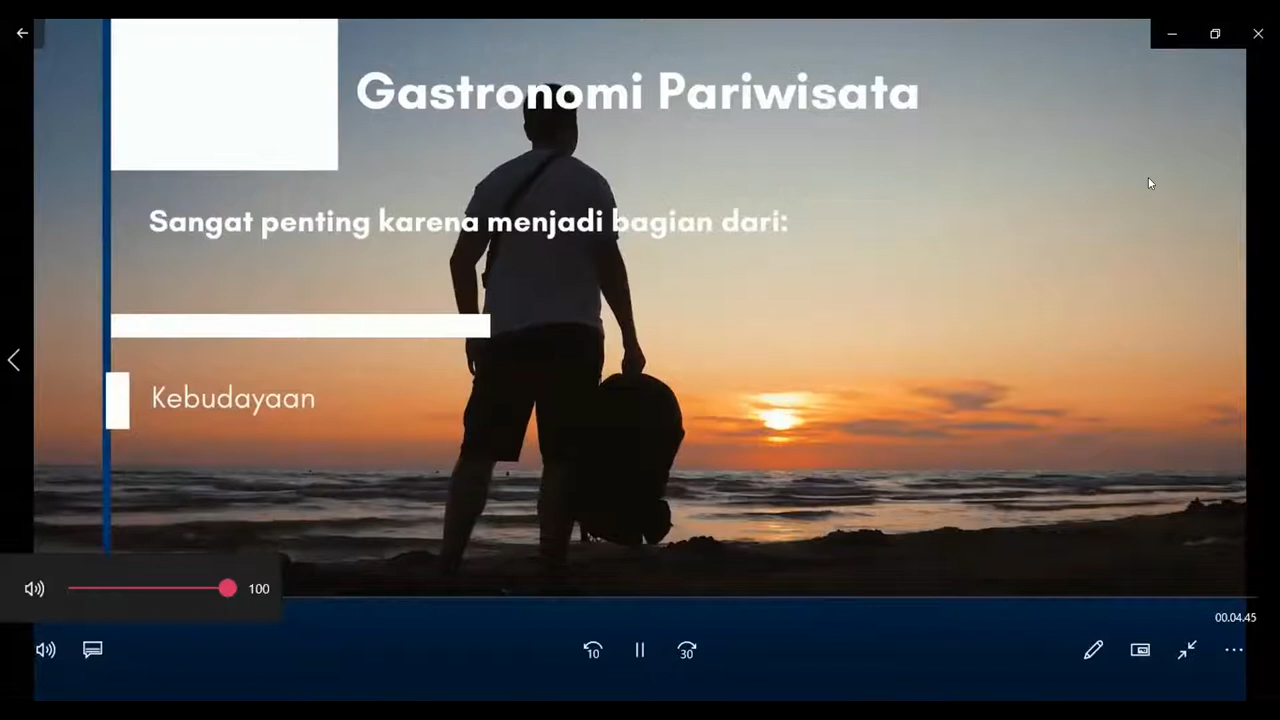 Gastronomi Pariwisata
Sangat penting karena menjadi bagian dari:
Kebudayaan
100
00.04.45
10
30